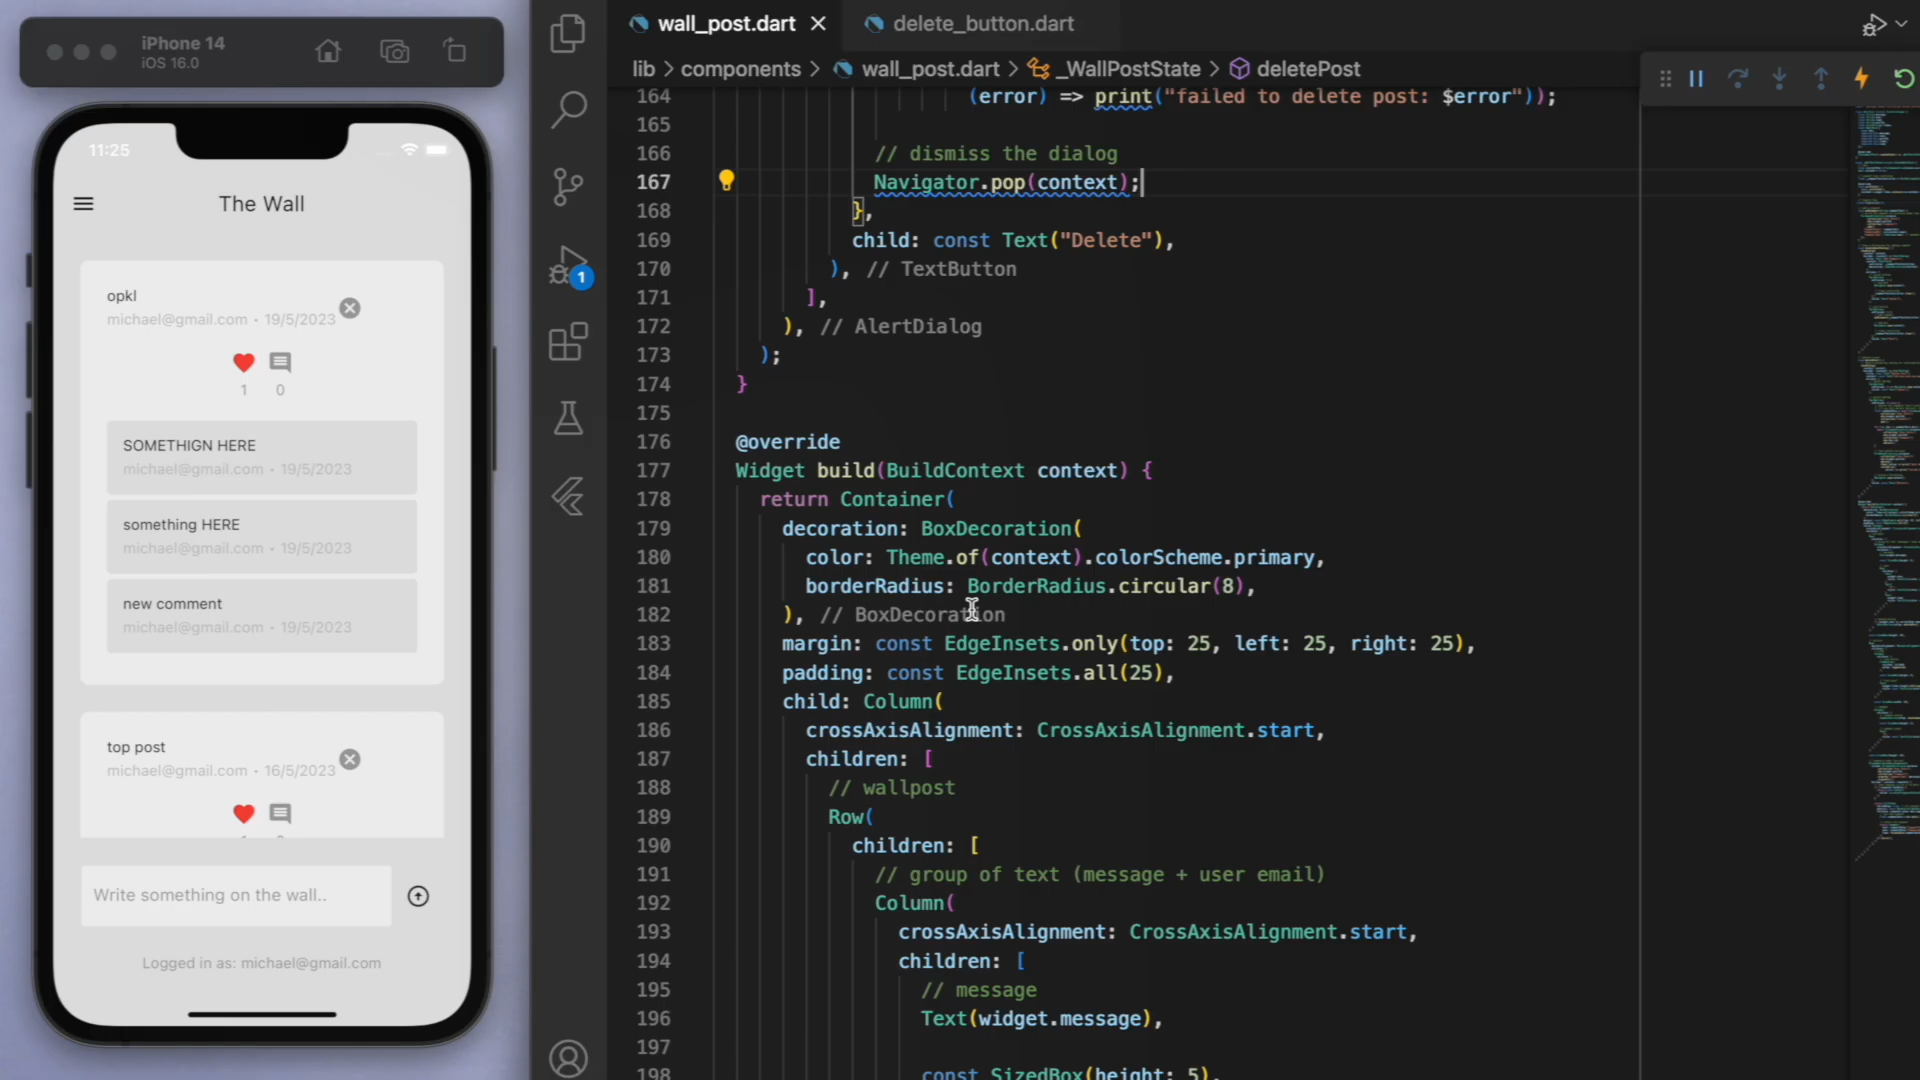 iPhone 14
iOS 16.0
11:25
The Wall
opkl
michael@gmail.com • 19/5/2023
1 0
SOMETHIGN HERE
michael@gmail.com • 19/5/2023
something HERE
michael@gmail.com • 19/5/2023
new comment
michael@gmail.com • 19/5/2023
top post
michael@gmail.com • 16/5/2023
Write something on the wall..
Logged in as: michael@gmail.com
1
wall_post.dart
delete_button.dart
lib > components > wall_post.dart > _WallPostState > deletePost
164 (error) => print("failed to delete post: $error"));
165
166 // dismiss the dialog
167 Navigator.pop(context);
168 },
169 child: const Text("Delete"),
170 ), // TextButton
171 ],
172 ), // AlertDialog
173 );
174 }
175
176 @override
177 Widget build(BuildContext context) {
178 return Container(
179 decoration: BoxDecoration(
180 color: Theme.of(context).colorScheme.primary,
181 borderRadius: BorderRadius.circular(8),
182 ), // BoxDecoration
183 margin: const EdgeInsets.only(top: 25, left: 25, right: 25),
184 padding: const EdgeInsets.all(25),
185 child: Column(
186 crossAxisAlignment: CrossAxisAlignment.start,
187 children: [
188 // wallpost
189 Row(
190 children: [
191 // group of text (message + user email)
192 Column(
193 crossAxisAlignment: CrossAxisAlignment.start,
194 children: [
195 // message
196 Text(widget.message),
197
198 const SizedBox(height: 5),